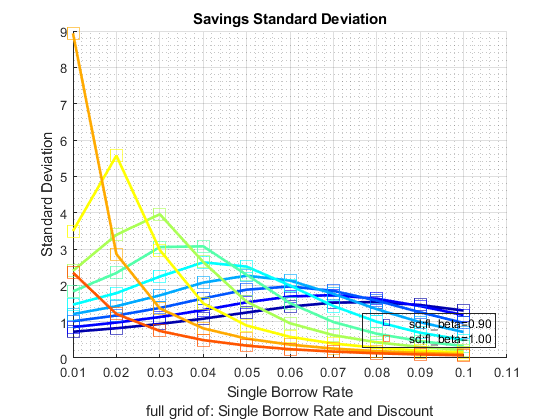 Savings Standard Deviation
9
8
7
6
5
4
3
2
1
0
Standard Deviation
0.01 0.02 0.03 0.04 0.05 0.06 0.07 0.08 0.09 0.1 0.11
sd;fl_beta=0.90
sd;fl_beta=1.00
Single Borrow Rate
full grid of: Single Borrow Rate and Discount